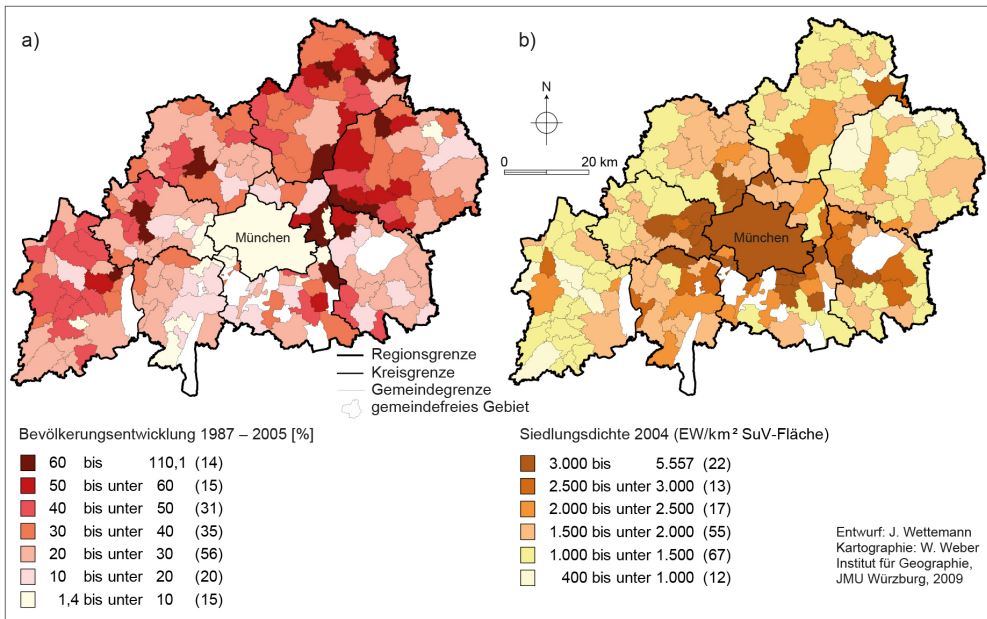 a)
b)
N
0 20 km
München
München
Regionsgrenze
Kreisgrenze
Gemeindegrenze
gemeindefreies Gebiet
Bevölkerungsentwicklung 1987 – 2005 [%]
60 bis 110,1 (14)
50 bis unter 60 (15)
40 bis unter 50 (31)
30 bis unter 40 (35)
20 bis unter 30 (56)
10 bis unter 20 (20)
1,4 bis unter 10 (15)
Siedlungsdichte 2004 (EW/km² SuV-Fläche)
3.000 bis 5.557 (22)
2.500 bis unter 3.000 (13)
2.000 bis unter 2.500 (17)
1.500 bis unter 2.000 (55)
1.000 bis unter 1.500 (67)
400 bis unter 1.000 (12)
Entwurf: J. Wettemann
Kartographie: W. Weber
Institut für Geographie,
JMU Würzburg, 2009